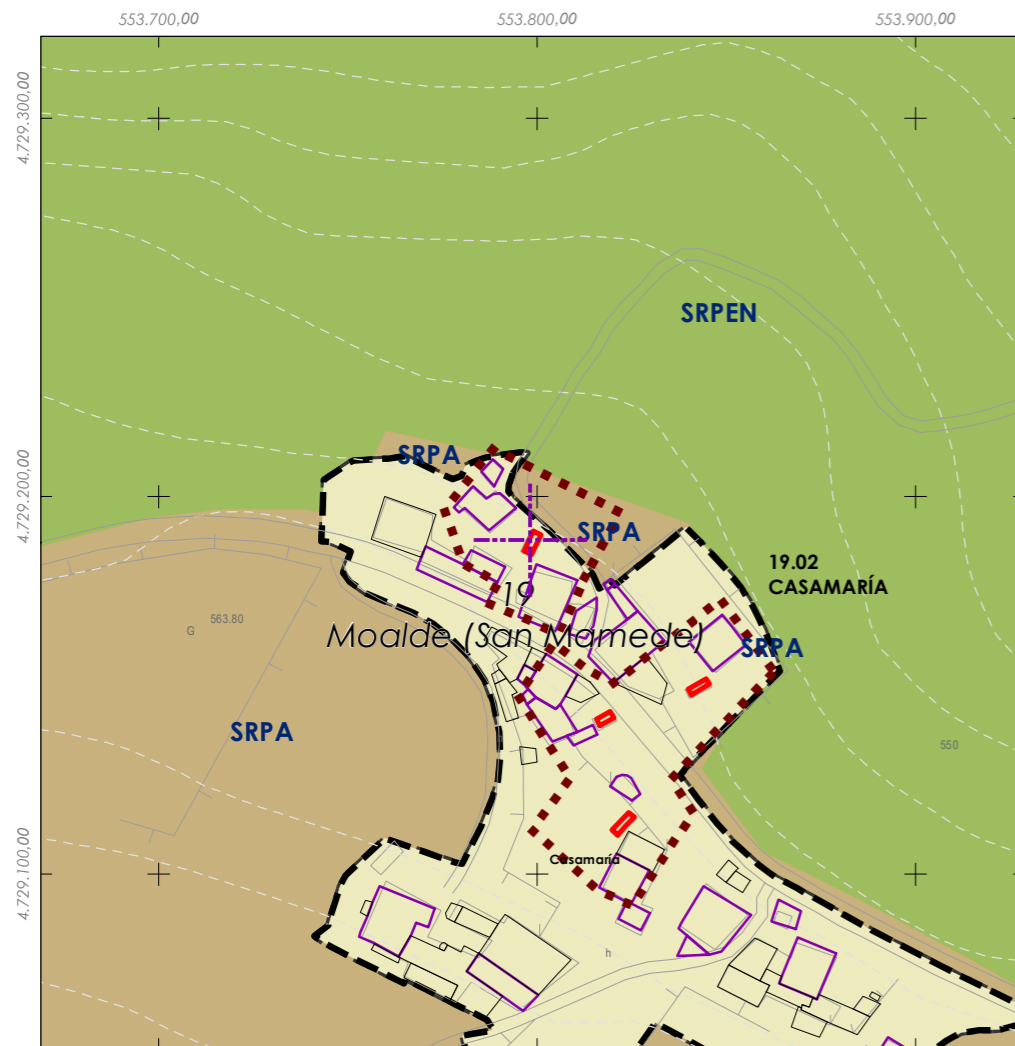 553.700,00 553.800,00 553.900,00
4.729.300,00
SRPEN
SRPA
4.729.200,00
SRPA
19.02
CASAMARÍA
19
563.80
G
Moalde (San Mamede)
SRPA
SRPA
550
Casamaría
4.729.100,00
h